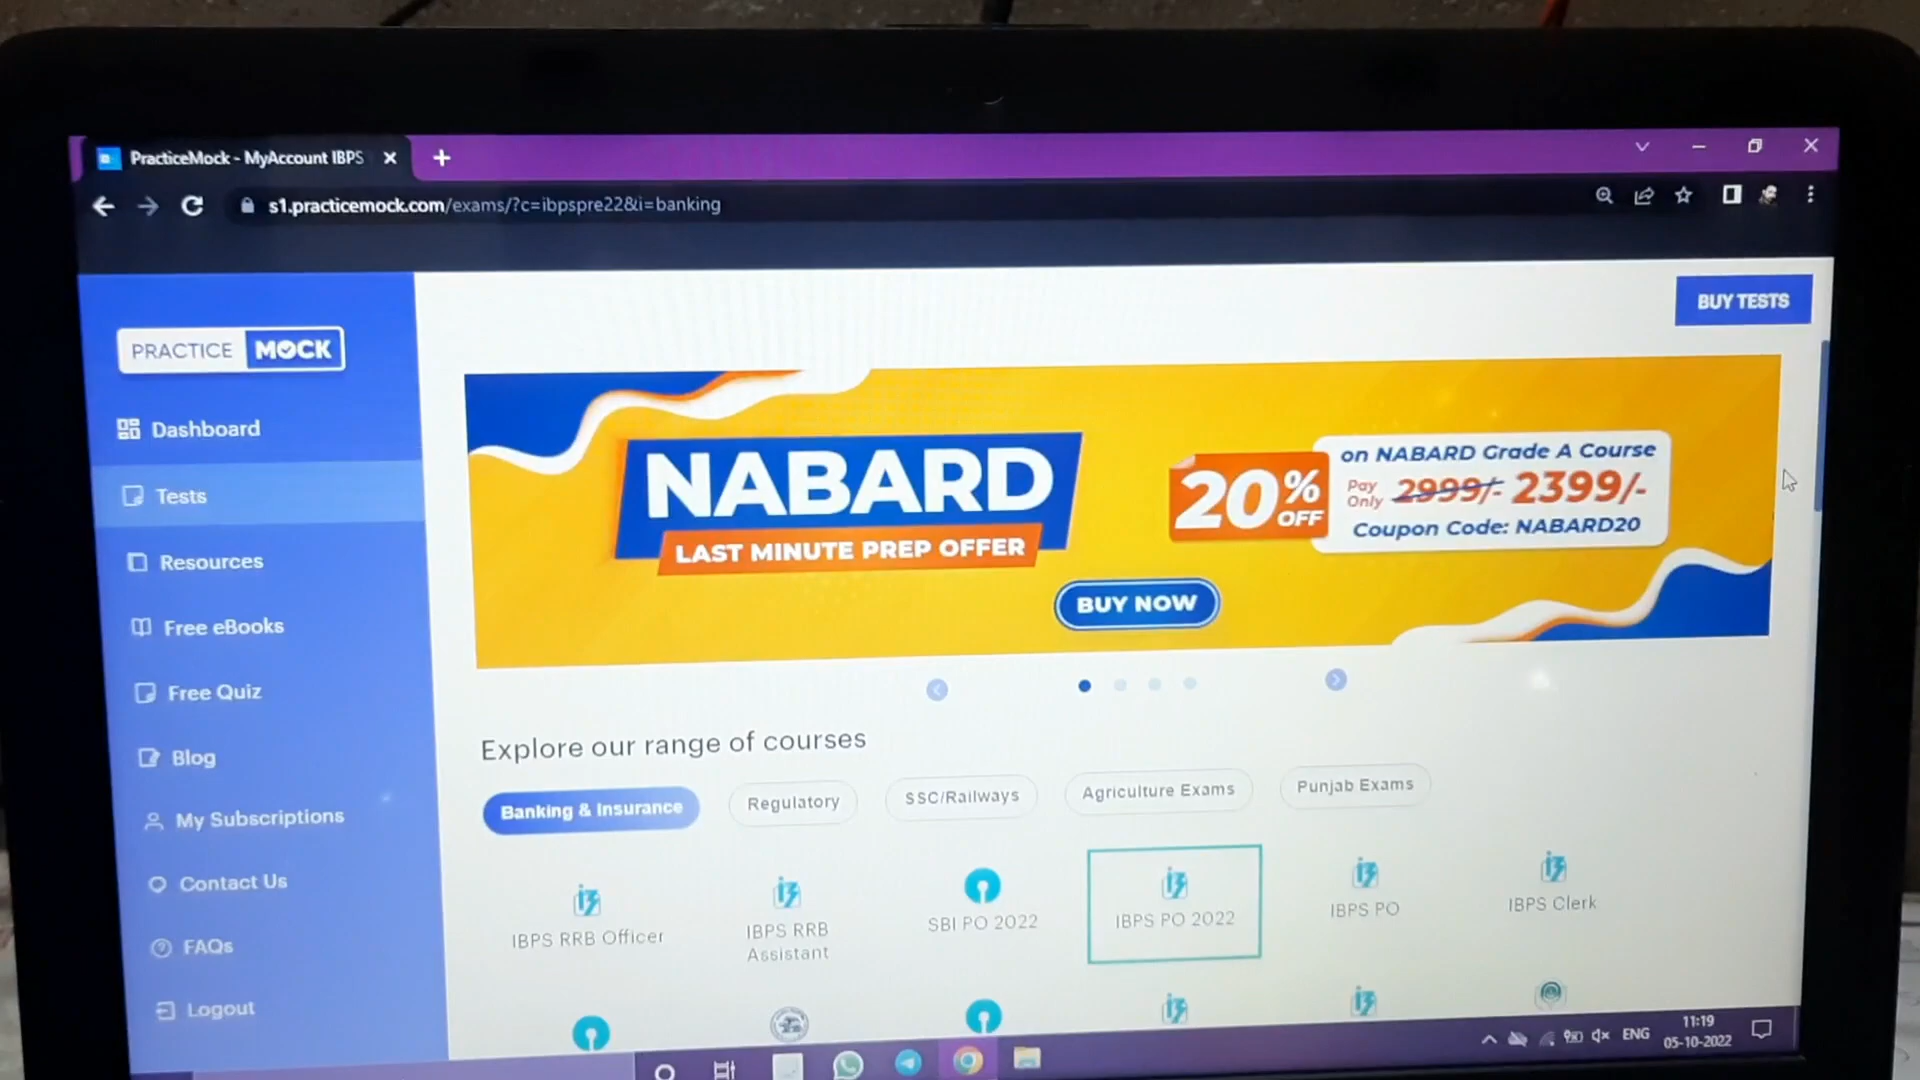 PracticeMock - MyAccount IBPS
s1.practicemock.com/exams/?c=ibpspre22&i=banking
BUY TESTS
PRACTICE MOCK
Dashboard
Tests
Resources
Free eBooks
Free Quiz
Blog
My Subscriptions
Contact Us
FAQs
Logout
NABARD
LAST MINUTE PREP OFFER
20% OFF
on NABARD Grade A Course
Pay Only 2999/- 2399/-
Coupon Code: NABARD20
BUY NOW
Explore our range of courses
Banking & Insurance
Regulatory
SSC/Railways
Agriculture Exams
Punjab Exams
IBPS RRB Officer
IBPS RRB
Assistant
SBI PO 2022
IBPS PO 2022
IBPS PO
IBPS Clerk
ENG
11:19
05-10-2022